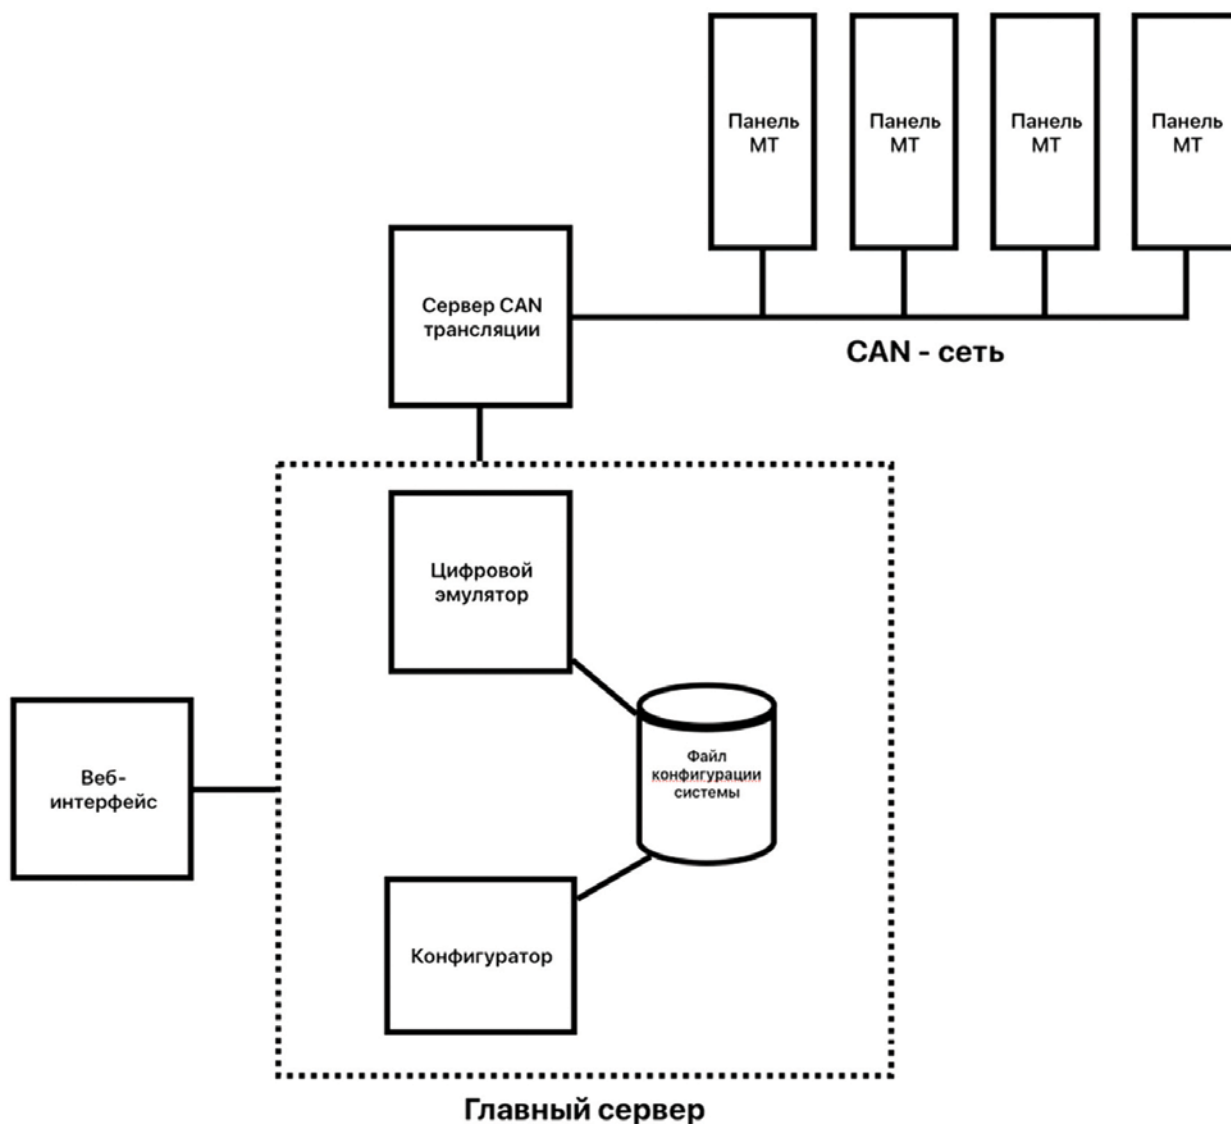 Панель
МТ
Панель
МТ
Панель
МТ
Панель
МТ
Сервер CAN
трансляции
CAN - сеть
Цифровой
эмулятор
Файл
конфигурации
системы
Веб-
интерфейс
Конфигуратор
Главный сервер